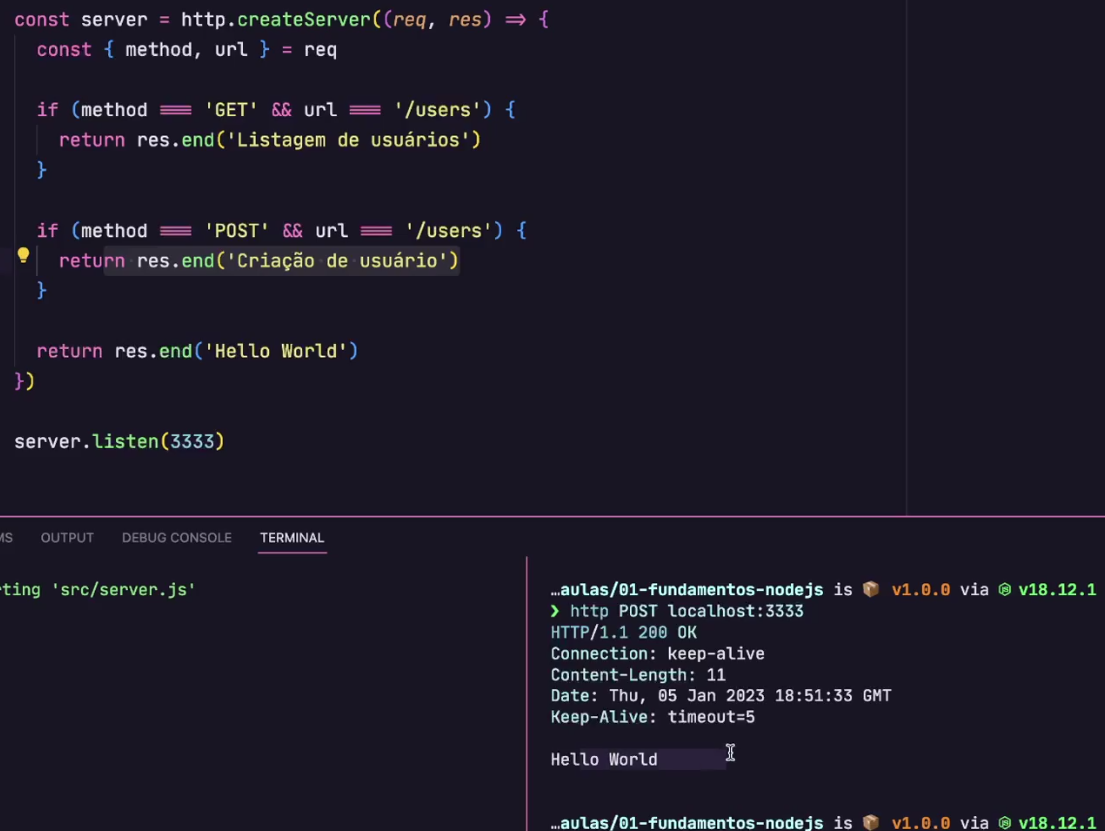 const server = http.createServer((req, res) => {
const { method, url } = req
if (method === 'GET' && url === '/users') {
return res.end('Listagem de usuários')
}
if (method === 'POST' && url === '/users') {
return res.end('Criação de usuário')
}
return res.end('Hello World')
})
server.listen(3333)
MS OUTPUT DEBUG CONSOLE TERMINAL
rting 'src/server.js'
…aulas/01-fundamentos-nodejs is 📦 v1.0.0 via v18.12.1
❯ http POST localhost:3333
HTTP/1.1 200 OK
Connection: keep-alive
Content-Length: 11
Date: Thu, 05 Jan 2023 18:51:33 GMT
Keep-Alive: timeout=5
Hello World
…aulas/01-fundamentos-nodejs is 📦 v1.0.0 via v18.12.1